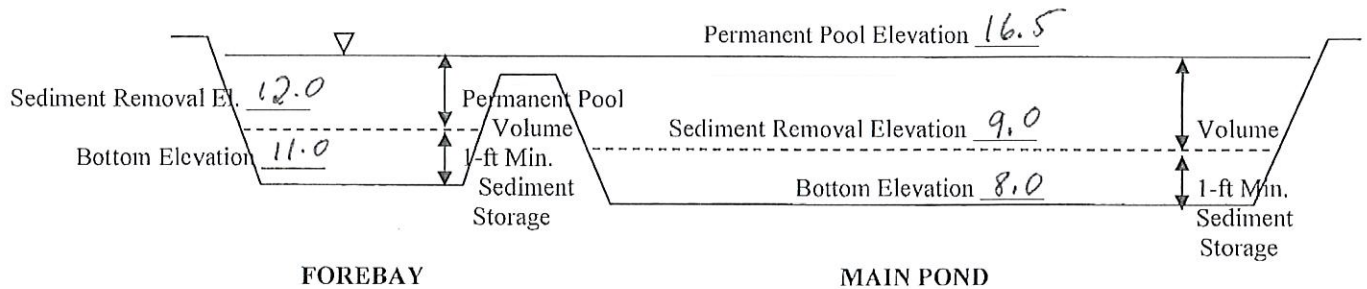 Permanent Pool Elevation 16.5
Sediment Removal El. 12.0
Permanent Pool
Volume
Sediment Removal Elevation 9.0
Volume
Bottom Elevation 11.0
1-ft Min.
Sediment
Storage
Bottom Elevation 8.0
1-ft Min.
Sediment
Storage
FOREBAY
MAIN POND